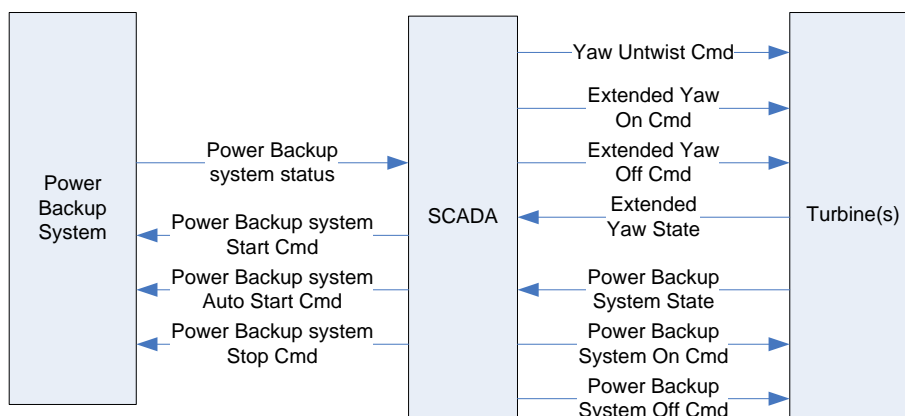 Power
Backup
System
Power Backup
system status
Power Backup system
Start Cmd
Power Backup system
Auto Start Cmd
Power Backup system
Stop Cmd
SCADA
Yaw Untwist Cmd
Extended Yaw
On Cmd
Extended Yaw
Off Cmd
Extended
Yaw State
Power Backup
System State
Power Backup
System On Cmd
Power Backup
System Off Cmd
Turbine(s)